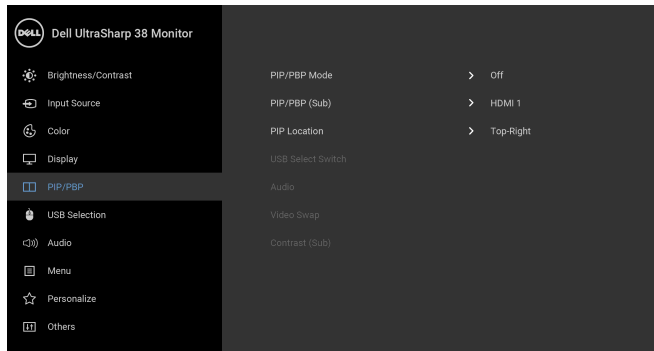 DELL Dell UltraSharp 38 Monitor
Brightness/Contrast
Input Source
Color
Display
PIP/PBP
USB Selection
Audio
Menu
Personalize
Others
PIP/PBP Mode > Off
PIP/PBP (Sub) > HDMI 1
PIP Location > Top-Right
USB Select Switch
Audio
Video Swap
Contrast (Sub)